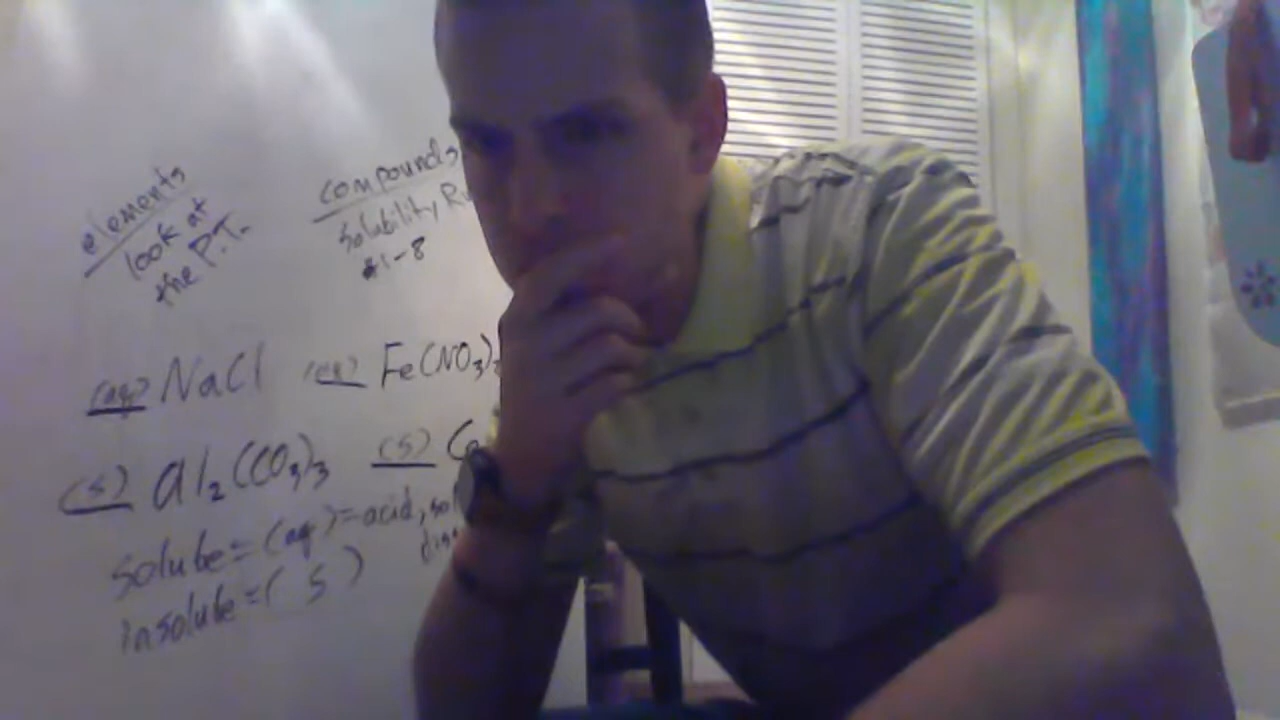 elements
look at
the P.T.
compounds
Solubility
#1-8
(aq) NaCl (aq) Fe(NO3)
(s) Al2(CO3)3 (s)
solube=(aq)=acid,
insolube=(s)